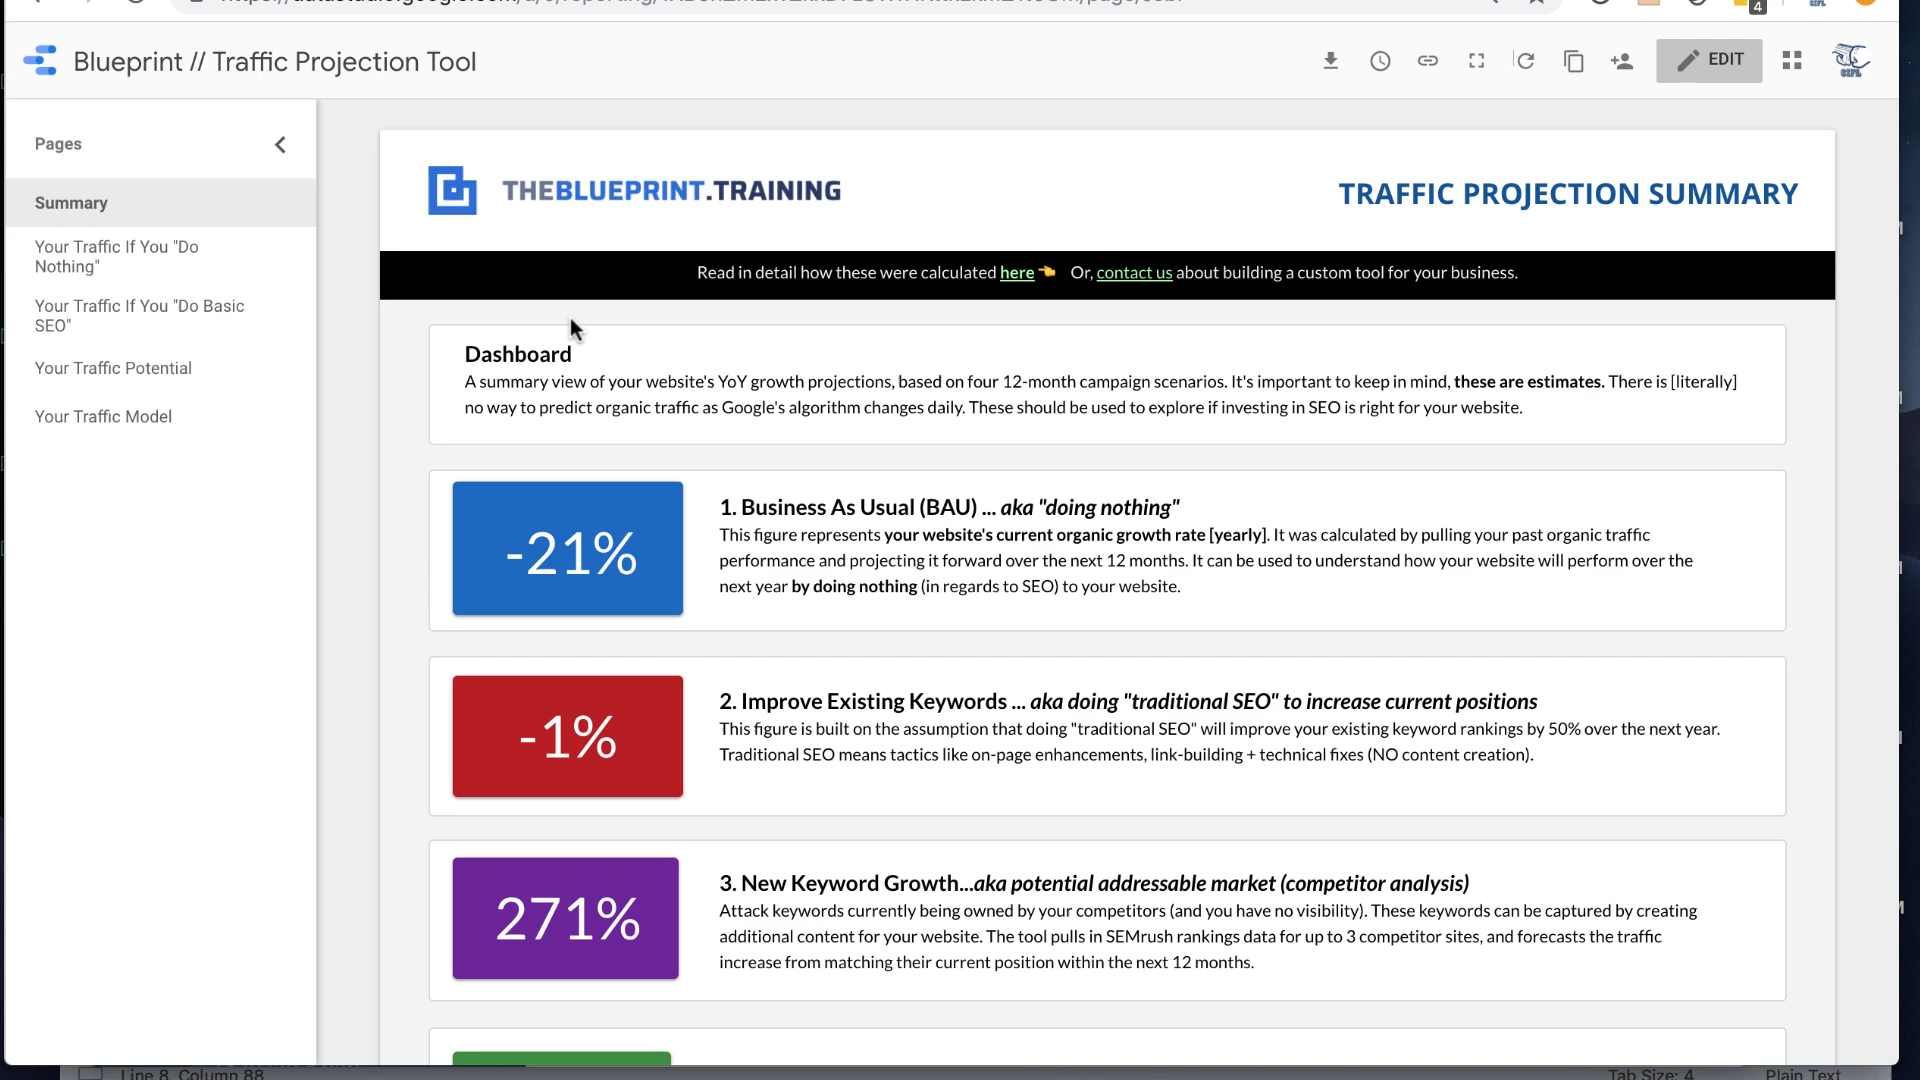 4
Blueprint // Traffic Projection Tool
EDIT
Pages
Summary
Your Traffic If You "Do
Nothing"
Your Traffic If You "Do Basic
SEO"
Your Traffic Potential
Your Traffic Model
THEBLUEPRINT.TRAINING
TRAFFIC PROJECTION SUMMARY
Read in detail how these were calculated here 👈 Or, contact us about building a custom tool for your business.
Dashboard
A summary view of your website's YoY growth projections, based on four 12-month campaign scenarios. It's important to keep in mind, these are estimates. There is [literally]
no way to predict organic traffic as Google's algorithm changes daily. These should be used to explore if investing in SEO is right for your website.
-21%
1. Business As Usual (BAU) ... aka "doing nothing"
This figure represents your website's current organic growth rate [yearly]. It was calculated by pulling your past organic traffic
performance and projecting it forward over the next 12 months. It can be used to understand how your website will perform over the
next year by doing nothing (in regards to SEO) to your website.
-1%
2. Improve Existing Keywords ... aka doing "traditional SEO" to increase current positions
This figure is built on the assumption that doing "traditional SEO" will improve your existing keyword rankings by 50% over the next year.
Traditional SEO means tactics like on-page enhancements, link-building + technical fixes (NO content creation).
271%
3. New Keyword Growth...aka potential addressable market (competitor analysis)
Attack keywords currently being owned by your competitors (and you have no visibility). These keywords can be captured by creating
additional content for your website. The tool pulls in SEMrush rankings data for up to 3 competitor sites, and forecasts the traffic
increase from matching their current position within the next 12 months.
Line 8, Column 88
Tab Size: 4
Plain Text